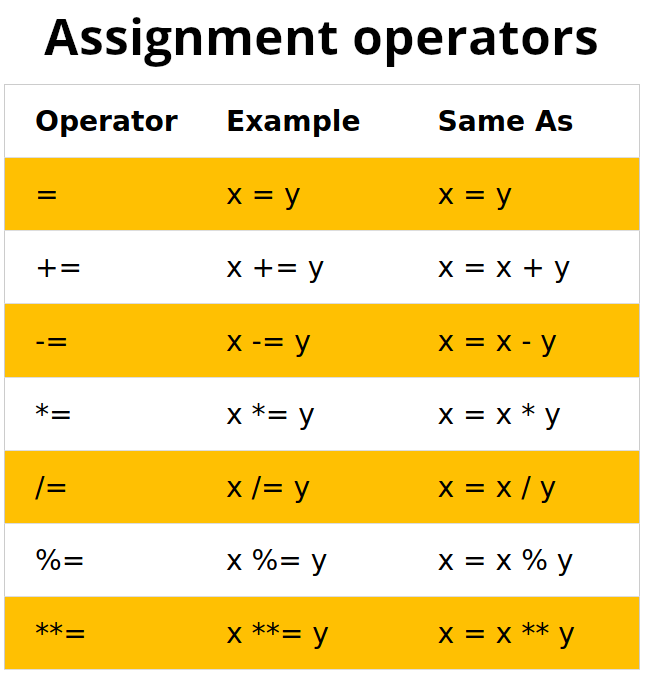 Assignment operators
Operator Example Same As
= x = y x = y
+= x += y x = x + y
-= x -= y x = x - y
*= x *= y x = x * y
/= x /= y x = x / y
%= x %= y x = x % y
**= x **= y x = x ** y